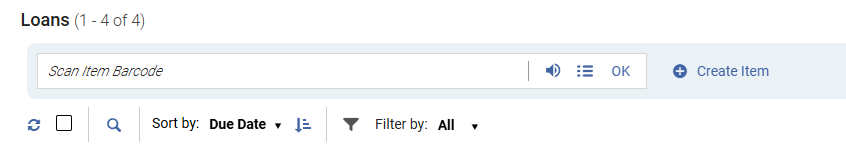 Loans (1 - 4 of 4)
Scan Item Barcode OK Create Item
Sort by: Due Date Filter by: All